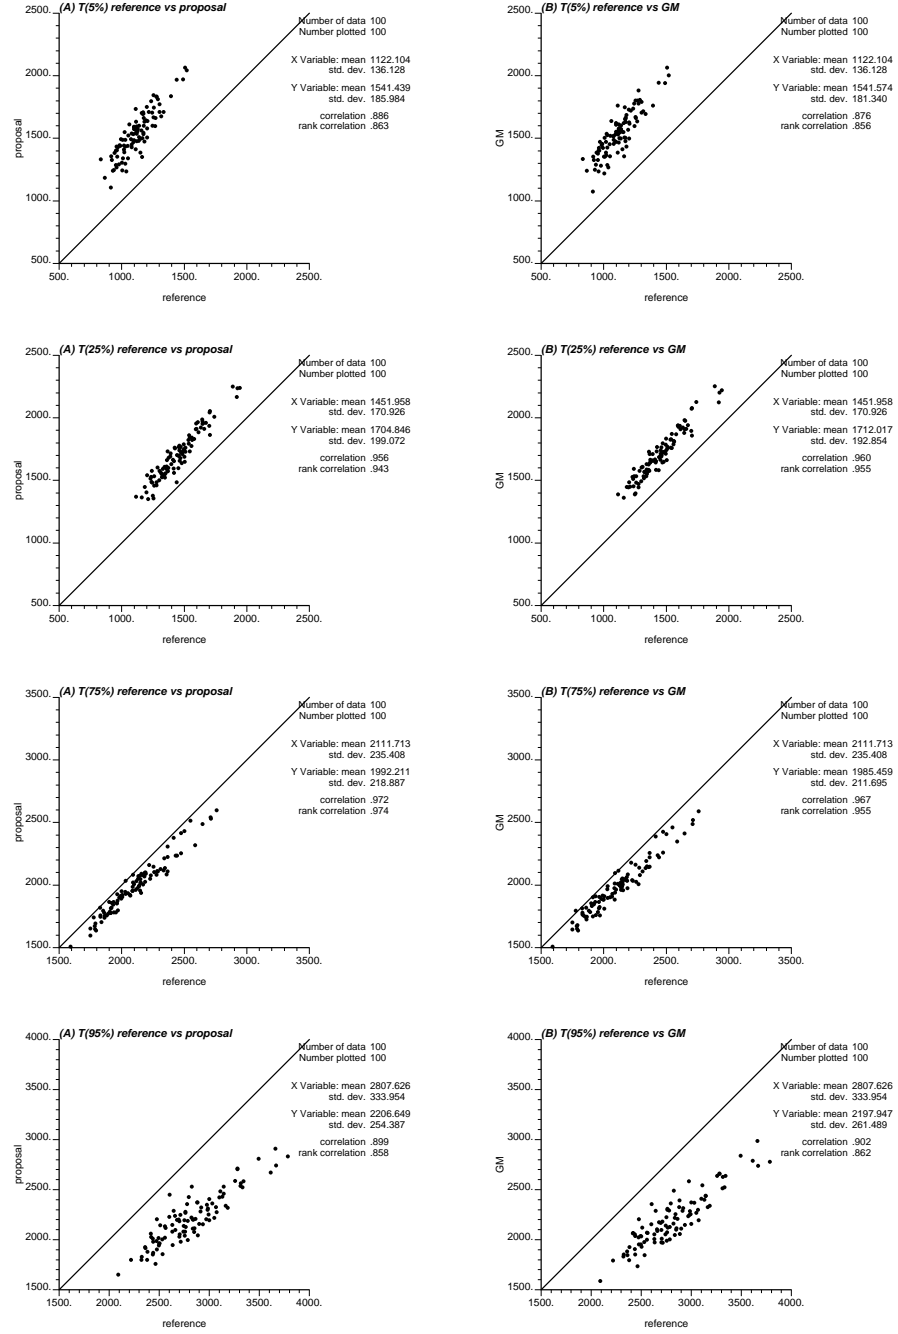 (A) T(5%) reference vs proposal
2500.
2000.
1500.
1000.
500.
500.
1000.
1500.
2000.
2500.
proposal
reference
Number of data 100
Number plotted 100
X Variable: mean 1122.104
std. dev. 136.128
Y Variable: mean 1541.439
std. dev. 185.984
correlation .886
rank correlation .863
(B) T(5%) reference vs GM
2500.
2000.
1500.
1000.
500.
500.
1000.
1500.
2000.
2500.
GM
reference
Number of data 100
Number plotted 100
X Variable: mean 1122.104
std. dev. 136.128
Y Variable: mean 1541.574
std. dev. 181.340
correlation .876
rank correlation .856
(A) T(25%) reference vs proposal
2500.
2000.
1500.
1000.
500.
500.
1000.
1500.
2000.
2500.
proposal
reference
Number of data 100
Number plotted 100
X Variable: mean 1451.958
std. dev. 170.926
Y Variable: mean 1704.846
std. dev. 199.072
correlation .956
rank correlation .943
(B) T(25%) reference vs GM
2500.
2000.
1500.
1000.
500.
500.
1000.
1500.
2000.
2500.
GM
reference
Number of data 100
Number plotted 100
X Variable: mean 1451.958
std. dev. 170.926
Y Variable: mean 1712.017
std. dev. 192.854
correlation .960
rank correlation .955
(A) T(75%) reference vs proposal
3500.
3000.
2500.
2000.
1500.
1500.
2000.
2500.
3000.
3500.
proposal
reference
Number of data 100
Number plotted 100
X Variable: mean 2111.713
std. dev. 235.408
Y Variable: mean 1992.211
std. dev. 218.887
correlation .972
rank correlation .974
(B) T(75%) reference vs GM
3500.
3000.
2500.
2000.
1500.
1500.
2000.
2500.
3000.
3500.
GM
reference
Number of data 100
Number plotted 100
X Variable: mean 2111.713
std. dev. 235.408
Y Variable: mean 1985.459
std. dev. 211.695
correlation .967
rank correlation .955
(A) T(95%) reference vs proposal
4000.
3500.
3000.
2500.
2000.
1500.
1500.
2000.
2500.
3000.
3500.
4000.
proposal
reference
Number of data 100
Number plotted 100
X Variable: mean 2807.626
std. dev. 333.954
Y Variable: mean 2206.649
std. dev. 254.387
correlation .899
rank correlation .858
(B) T(95%) reference vs GM
4000.
3500.
3000.
2500.
2000.
1500.
1500.
2000.
2500.
3000.
3500.
4000.
GM
reference
Number of data 100
Number plotted 100
X Variable: mean 2807.626
std. dev. 333.954
Y Variable: mean 2197.947
std. dev. 261.489
correlation .902
rank correlation .862